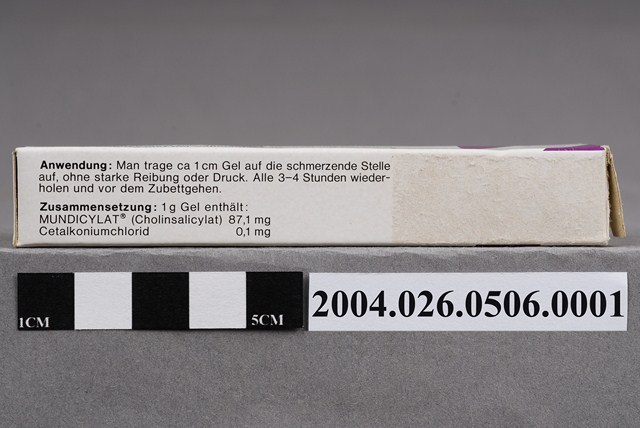 Anwendung: Man trage ca 1 cm Gel auf die schmerzende Stelle
auf, ohne starke Reibung oder Druck. Alle 3–4 Stunden wieder-
holen und vor dem Zubettgehen.
Zusammensetzung: 1 g Gel enthält:
MUNDICYLAT® (Cholinsalicylat) 87,1 mg
Cetalkoniumchlorid 0,1 mg
1CM 5CM
2004.026.0506.0001